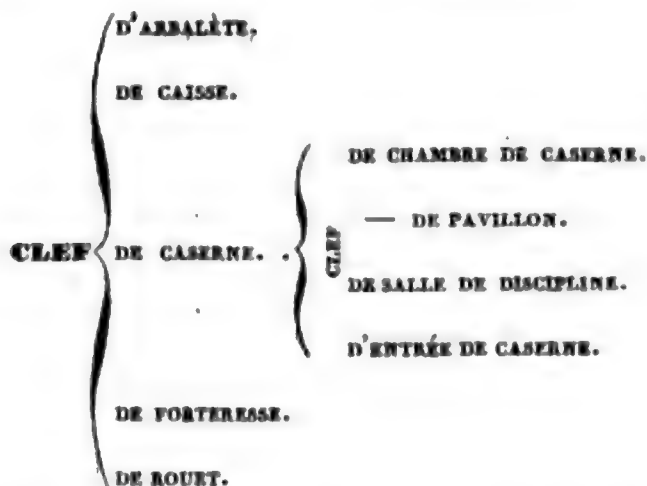 D'ARBALÈTE.
DE CAISSE.
CLEF DE CASERNE. .
CLEF
DE CHAMBRE DE CASERNE.
— DE PAVILLON.
DE SALLE DE DISCIPLINE.
D'ENTRÉE DE CASERNE.
DE FORTERESSE.
DE ROUET.